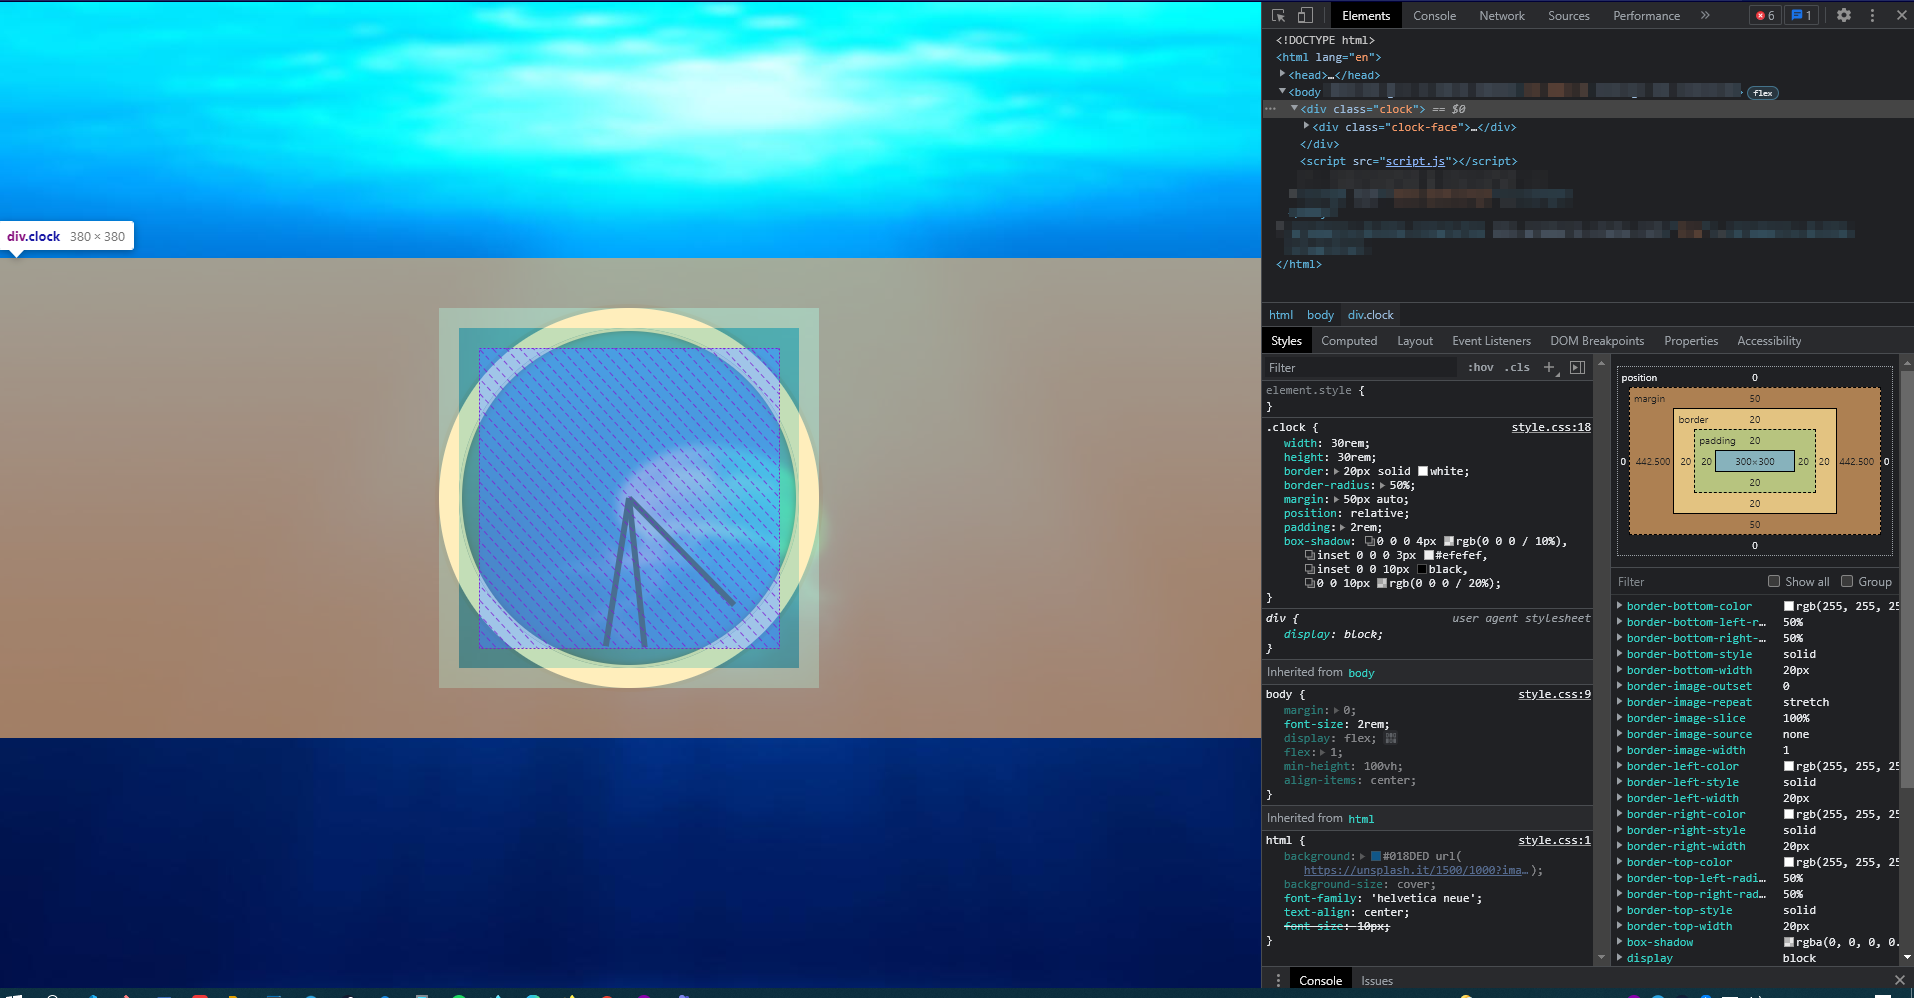 Elements Console Network Sources Performance » 6 1
<!DOCTYPE html>
<html lang="en">
<head>…</head>
<body flex
<div class="clock"> == $0
<div class="clock-face">…</div>
</div>
<script src="script.js"></script>
</html>
div.clock 380 × 380
html body div.clock
Styles Computed Layout Event Listeners DOM Breakpoints Properties Accessibility
Filter :hov .cls +
element.style {
}
.clock { style.css:18
width: 30rem;
height: 30rem;
border: 20px solid white;
border-radius: 50%;
margin: 50px auto;
position: relative;
padding: 2rem;
box-shadow: 0 0 0 4px rgb(0 0 0 / 10%),
inset 0 0 0 3px #efefef,
inset 0 0 10px black,
0 0 10px rgb(0 0 0 / 20%);
}
div { user agent stylesheet
display: block;
}
Inherited from body
body { style.css:9
margin: 0;
font-size: 2rem;
display: flex;
flex: 1;
min-height: 100vh;
align-items: center;
}
Inherited from html
html { style.css:1
background: #018DED url(
https://unsplash.it/1500/1000?ima… );
background-size: cover;
font-family: 'helvetica neue';
text-align: center;
font-size: 10px;
}
position 0
margin 50
border 20
padding 20
0 442.500 20 20 300×300 20 20 442.500 0
20
20
50
0
Filter Show all Group
border-bottom-color rgb(255, 255, 25
border-bottom-left-r… 50%
border-bottom-right-… 50%
border-bottom-style solid
border-bottom-width 20px
border-image-outset 0
border-image-repeat stretch
border-image-slice 100%
border-image-source none
border-image-width 1
border-left-color rgb(255, 255, 25
border-left-style solid
border-left-width 20px
border-right-color rgb(255, 255, 25
border-right-style solid
border-right-width 20px
border-top-color rgb(255, 255, 25
border-top-left-radi… 50%
border-top-right-rad… 50%
border-top-style solid
border-top-width 20px
box-shadow rgba(0, 0, 0, 0.
display block
Console Issues